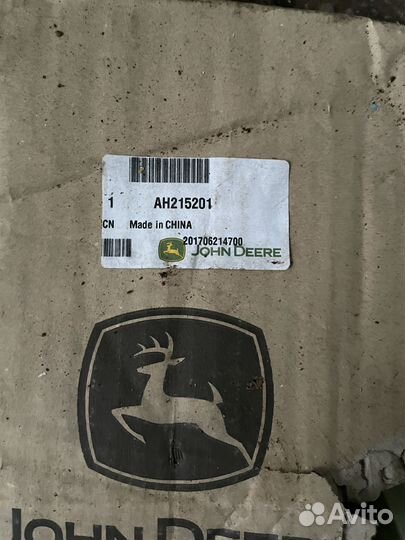 1 AH215201
CN Made in CHINA
201706214700
JOHN DEERE
JOHN DEERE
Avito